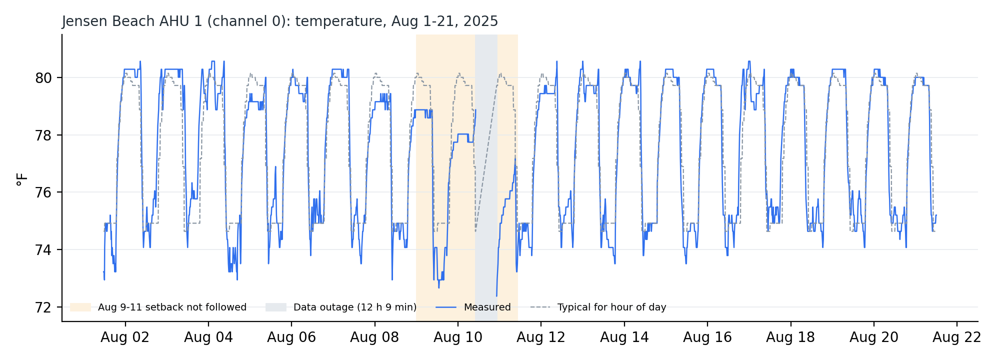 Jensen Beach AHU 1 (channel 0): temperature, Aug 1-21, 2025
°F
80
78
76
74
72
Aug 9-11 setback not followed
Data outage (12 h 9 min)
Measured
Typical for hour of day
Aug 02
Aug 04
Aug 06
Aug 08
Aug 10
Aug 12
Aug 14
Aug 16
Aug 18
Aug 20
Aug 22